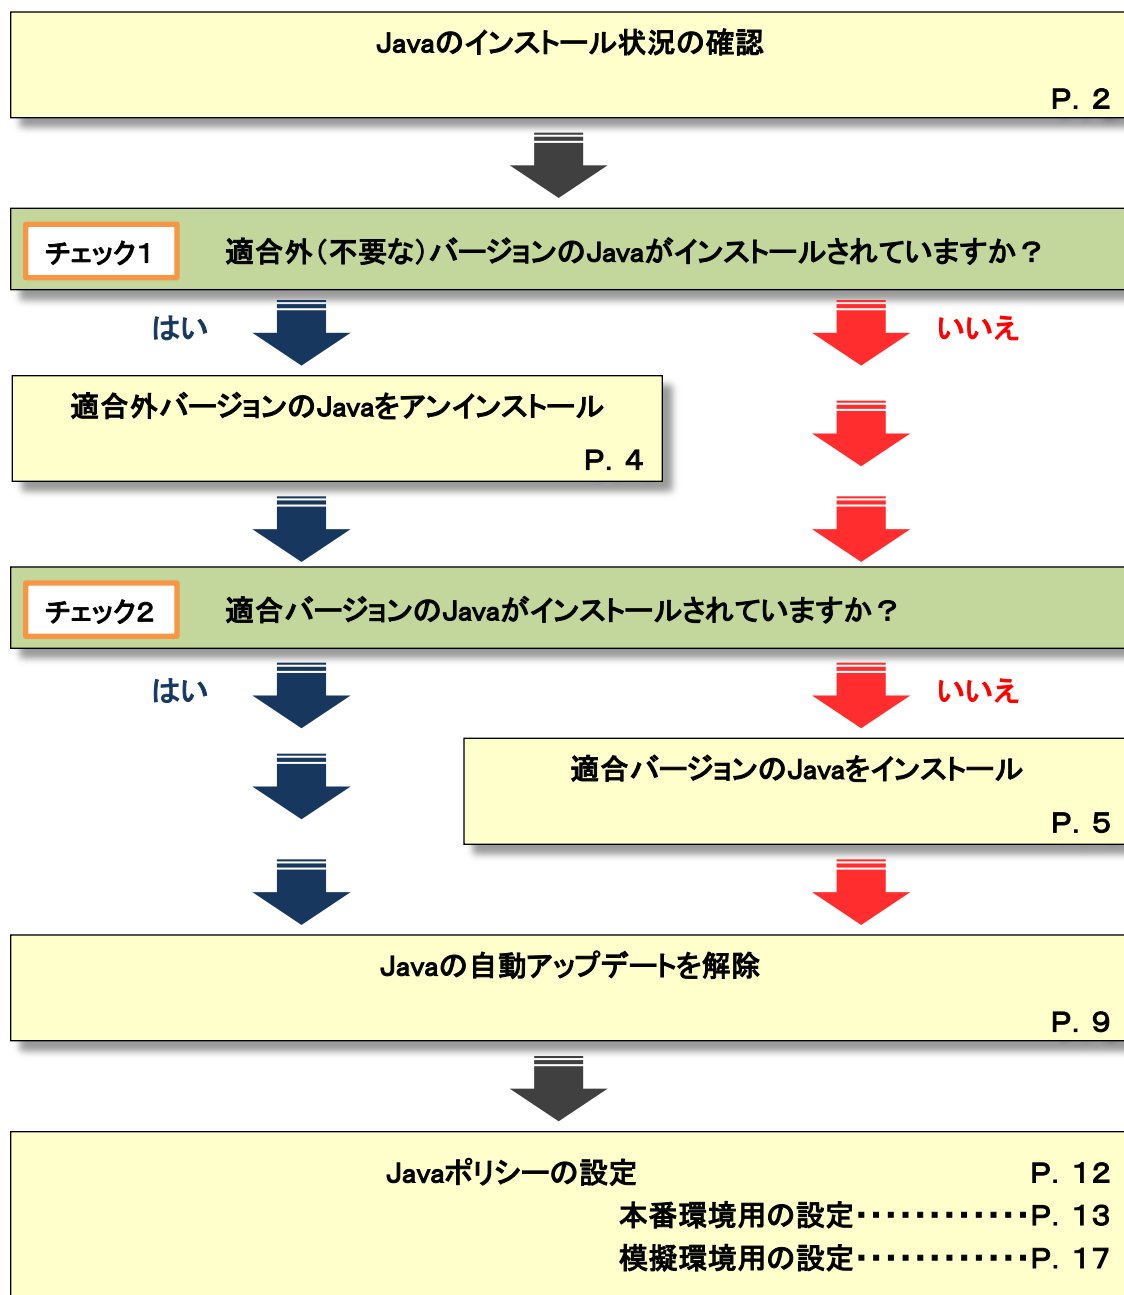 Javaのインストール状況の確認
P. 2
チェック1 適合外(不要な)バージョンのJavaがインストールされていますか?
はい いいえ
適合外バージョンのJavaをアンインストール
P. 4
チェック2 適合バージョンのJavaがインストールされていますか?
はい いいえ
適合バージョンのJavaをインストール
P. 5
Javaの自動アップデートを解除
P. 9
Javaポリシーの設定 P. 12
本番環境用の設定・・・・・・・・・・・・P. 13
模擬環境用の設定・・・・・・・・・・・・P. 17